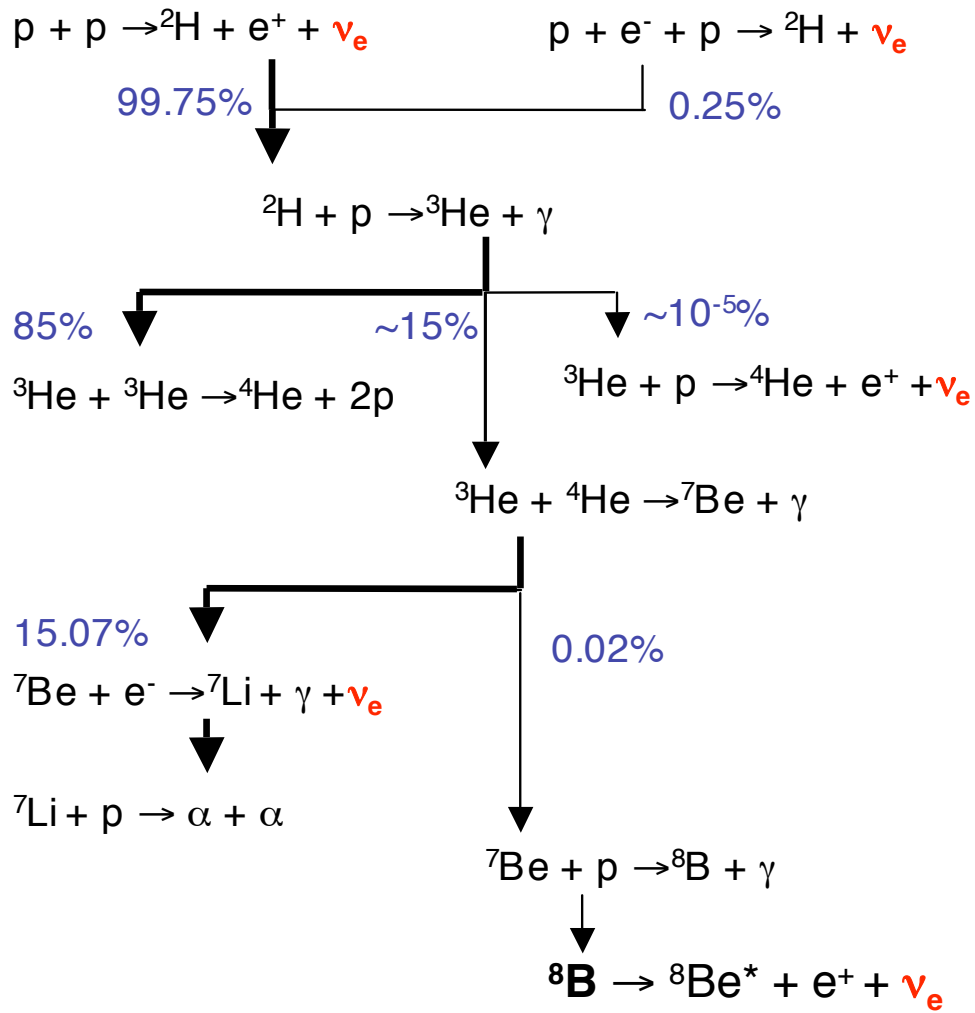 p + p → ²H + e⁺ + νₑ
p + e⁻ + p → ²H + νₑ
99.75%
0.25%
²H + p → ³He + γ
85%
~15%
~10⁻⁵%
³He + ³He → ⁴He + 2p
³He + p → ⁴He + e⁺ + νₑ
³He + ⁴He → ⁷Be + γ
15.07%
0.02%
⁷Be + e⁻ → ⁷Li + γ + νₑ
⁷Li + p → α + α
⁷Be + p → ⁸B + γ
⁸B → ⁸Be* + e⁺ + νₑ